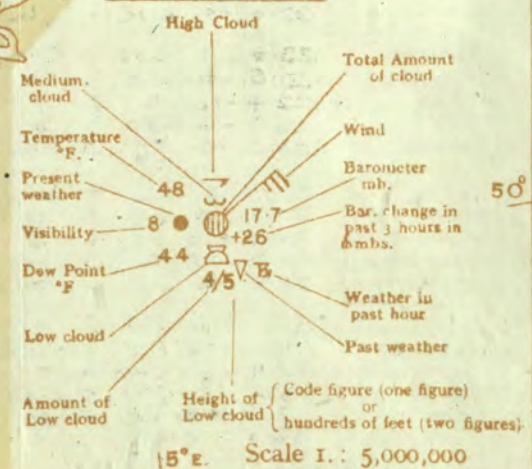 High Cloud
Medium
cloud
Total Amount
of cloud
Temperature
°F.
Wind
Present
weather
48
Barometer
mb.
50°
Visibility
8
17.7
+26
Bar. change in
past 3 hours in
mbs.
Dew Point
°F
44
4/5
Weather in
past hour
Low cloud
Past weather
Amount of
Low cloud
Height of
Low cloud
Code figure (one figure)
or
hundreds of feet (two figures)
15°E.
Scale 1.: 5,000,000